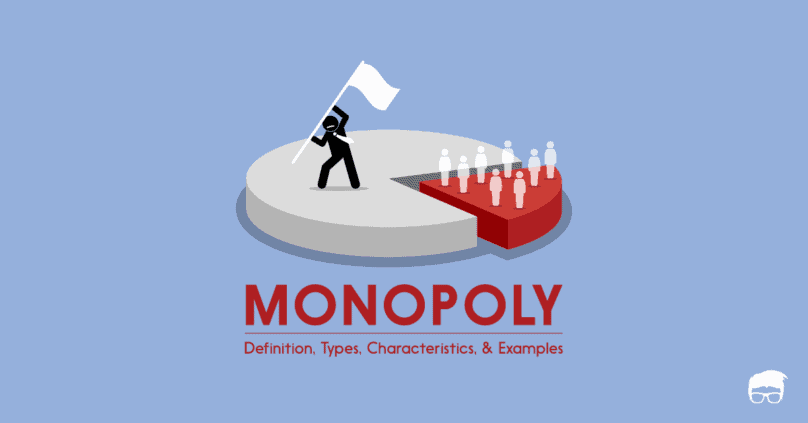 MONOPOLY
Definition, Types, Characteristics, & Examples